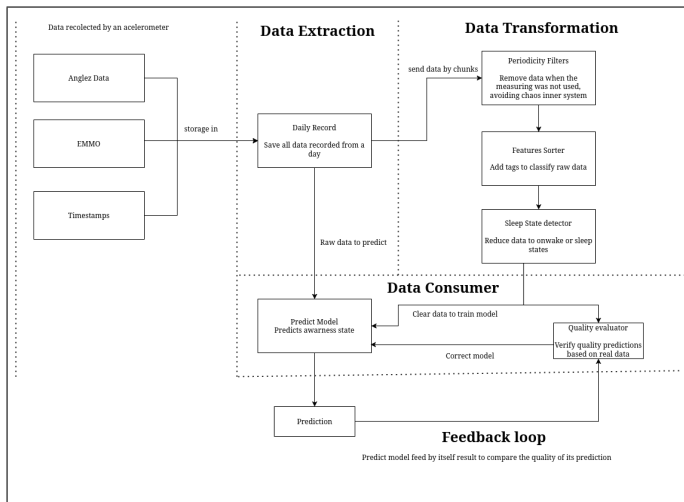 Data recolected by an acelerometer
Data Extraction
Data Transformation
Anglez Data
EMMO
Timestamps
storage in
Daily Record
Save all data recorded from a
day
send data by chunks
Periodicity Filters
Remove data when the
measuring was not used,
avoiding chaos inner system
Features Sorter
Add tags to classify raw data
Sleep State detector
Reduce data to onwake or sleep
states
Raw data to predict
Data Consumer
Predict Model
Predicts awarness state
Clear data to train model
Quality evaluator
Verify quality predictions
based on real data
Correct model
Prediction
Feedback loop
Predict model feed by itself result to compare the quality of its prediction